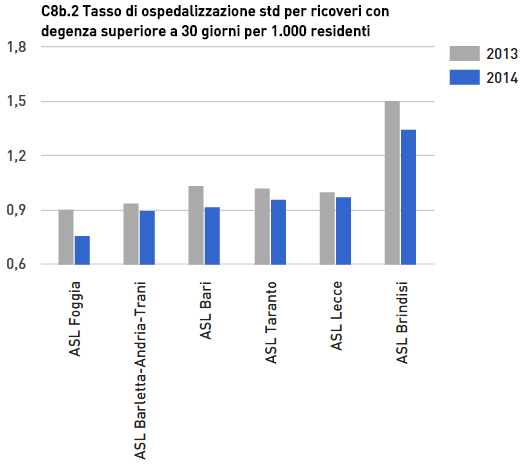 C8b.2 Tasso di ospedalizzazione std per ricoveri con
degenza superiore a 30 giorni per 1.000 residenti
2013
2014
1,8
1,5
1,2
0,9
0,6
ASL Foggia
ASL Barletta-Andria-Trani
ASL Bari
ASL Taranto
ASL Lecce
ASL Brindisi